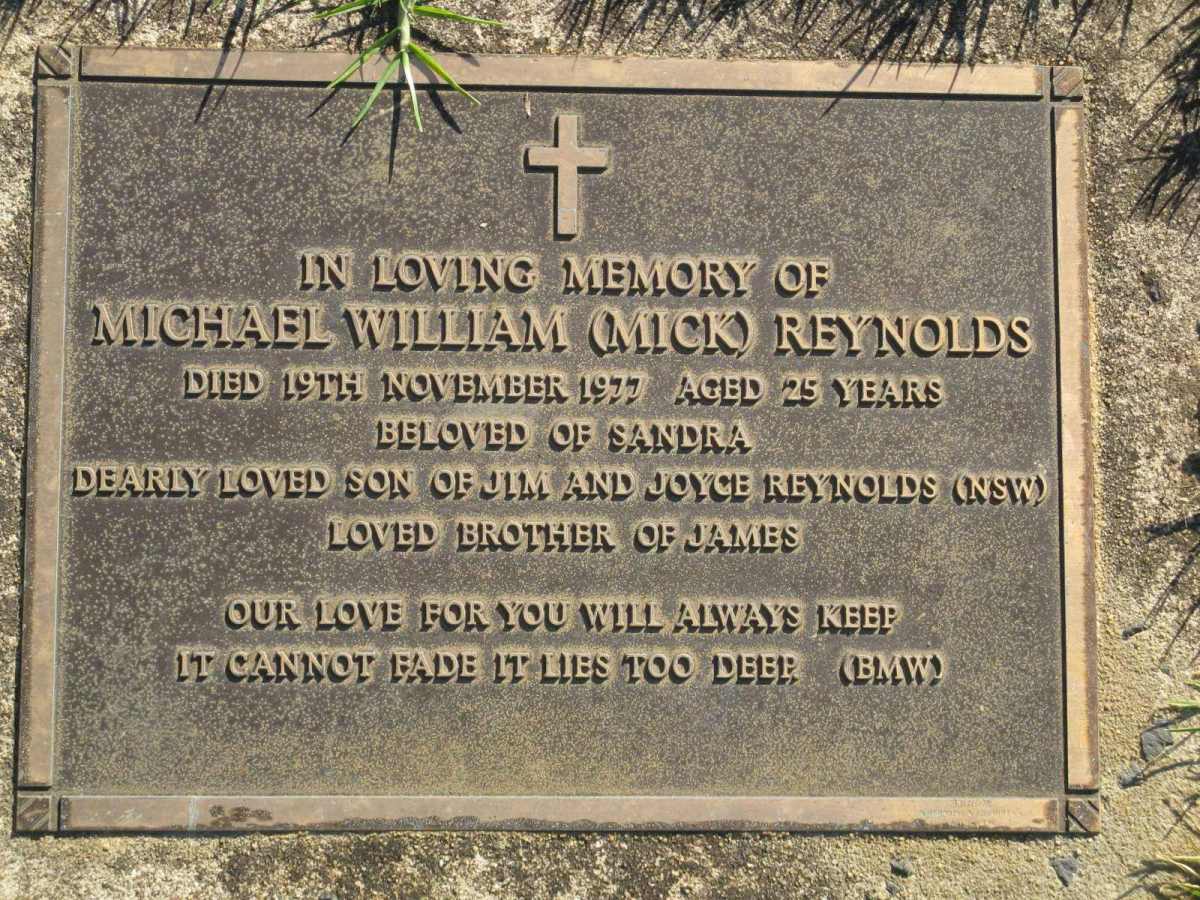 IN LOVING MEMORY OF
MICHAEL WILLIAM (MICK) REYNOLDS
DIED 19TH NOVEMBER 1977 AGED 25 YEARS
BELOVED OF SANDRA
DEARLY LOVED SON OF JIM AND JOYCE REYNOLDS (NSW)
LOVED BROTHER OF JAMES
OUR LOVE FOR YOU WILL ALWAYS KEEP
IT CANNOT FADE IT LIES TOO DEEP. (BMW)